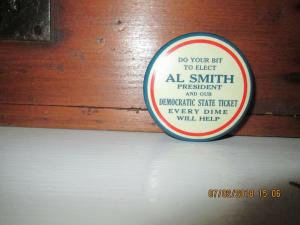 DO YOUR BIT
TO ELECT
AL SMITH
PRESIDENT
AND OUR
DEMOCRATIC STATE TICKET
EVERY DIME
WILL HELP